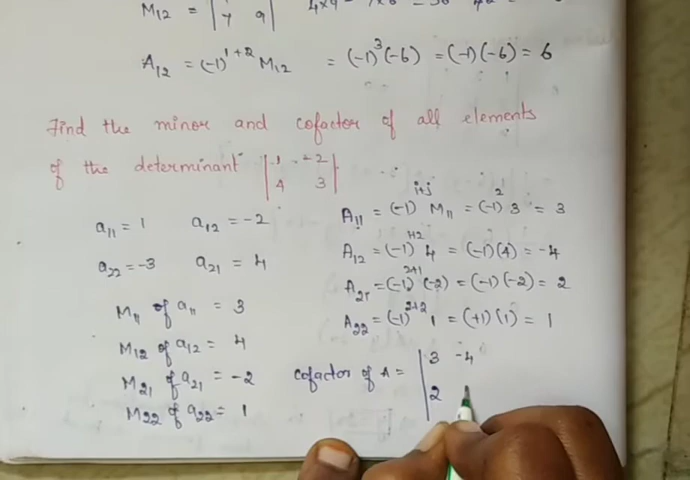 M12 = | 7 9 |
A12 = (-1)^1+2 M12 = (-1)^3 (-6) = (-1)(-6) = 6
Find the minor and cofactor of all elements
of the determinant | 1 -2
4 3 |
a11 = 1 a12 = -2
a22 = -3 a21 = 4
M11 of a11 = 3
M12 of a12 = 4
M21 of a21 = -2
M22 of a22 = 1
A11 = (-1)^i+j M11 = (-1)^2 3 = 3
A12 = (-1)^1+2 4 = (-1)(4) = -4
A21 = (-1)^2+1 (-2) = (-1)(-2) = 2
A22 = (-1)^2+2 1 = (+1)(1) = 1
Cofactor of A = | 3 -4
2